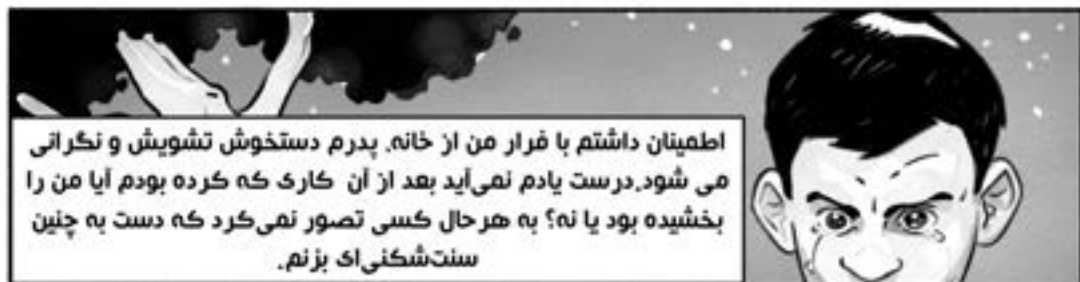 اطمینان داشتم با فرار من از خانه، پدرم دستخوش تشویش و نگرانی
می شود.درست یادم نمی‌آید بعد از آن کاری که کرده بودم آیا من را
بخشیده بود یا نه؟ به هر حال کسی تصور نمی‌کرد که دست به چنین
سنت‌شکنی‌ای بزنم.